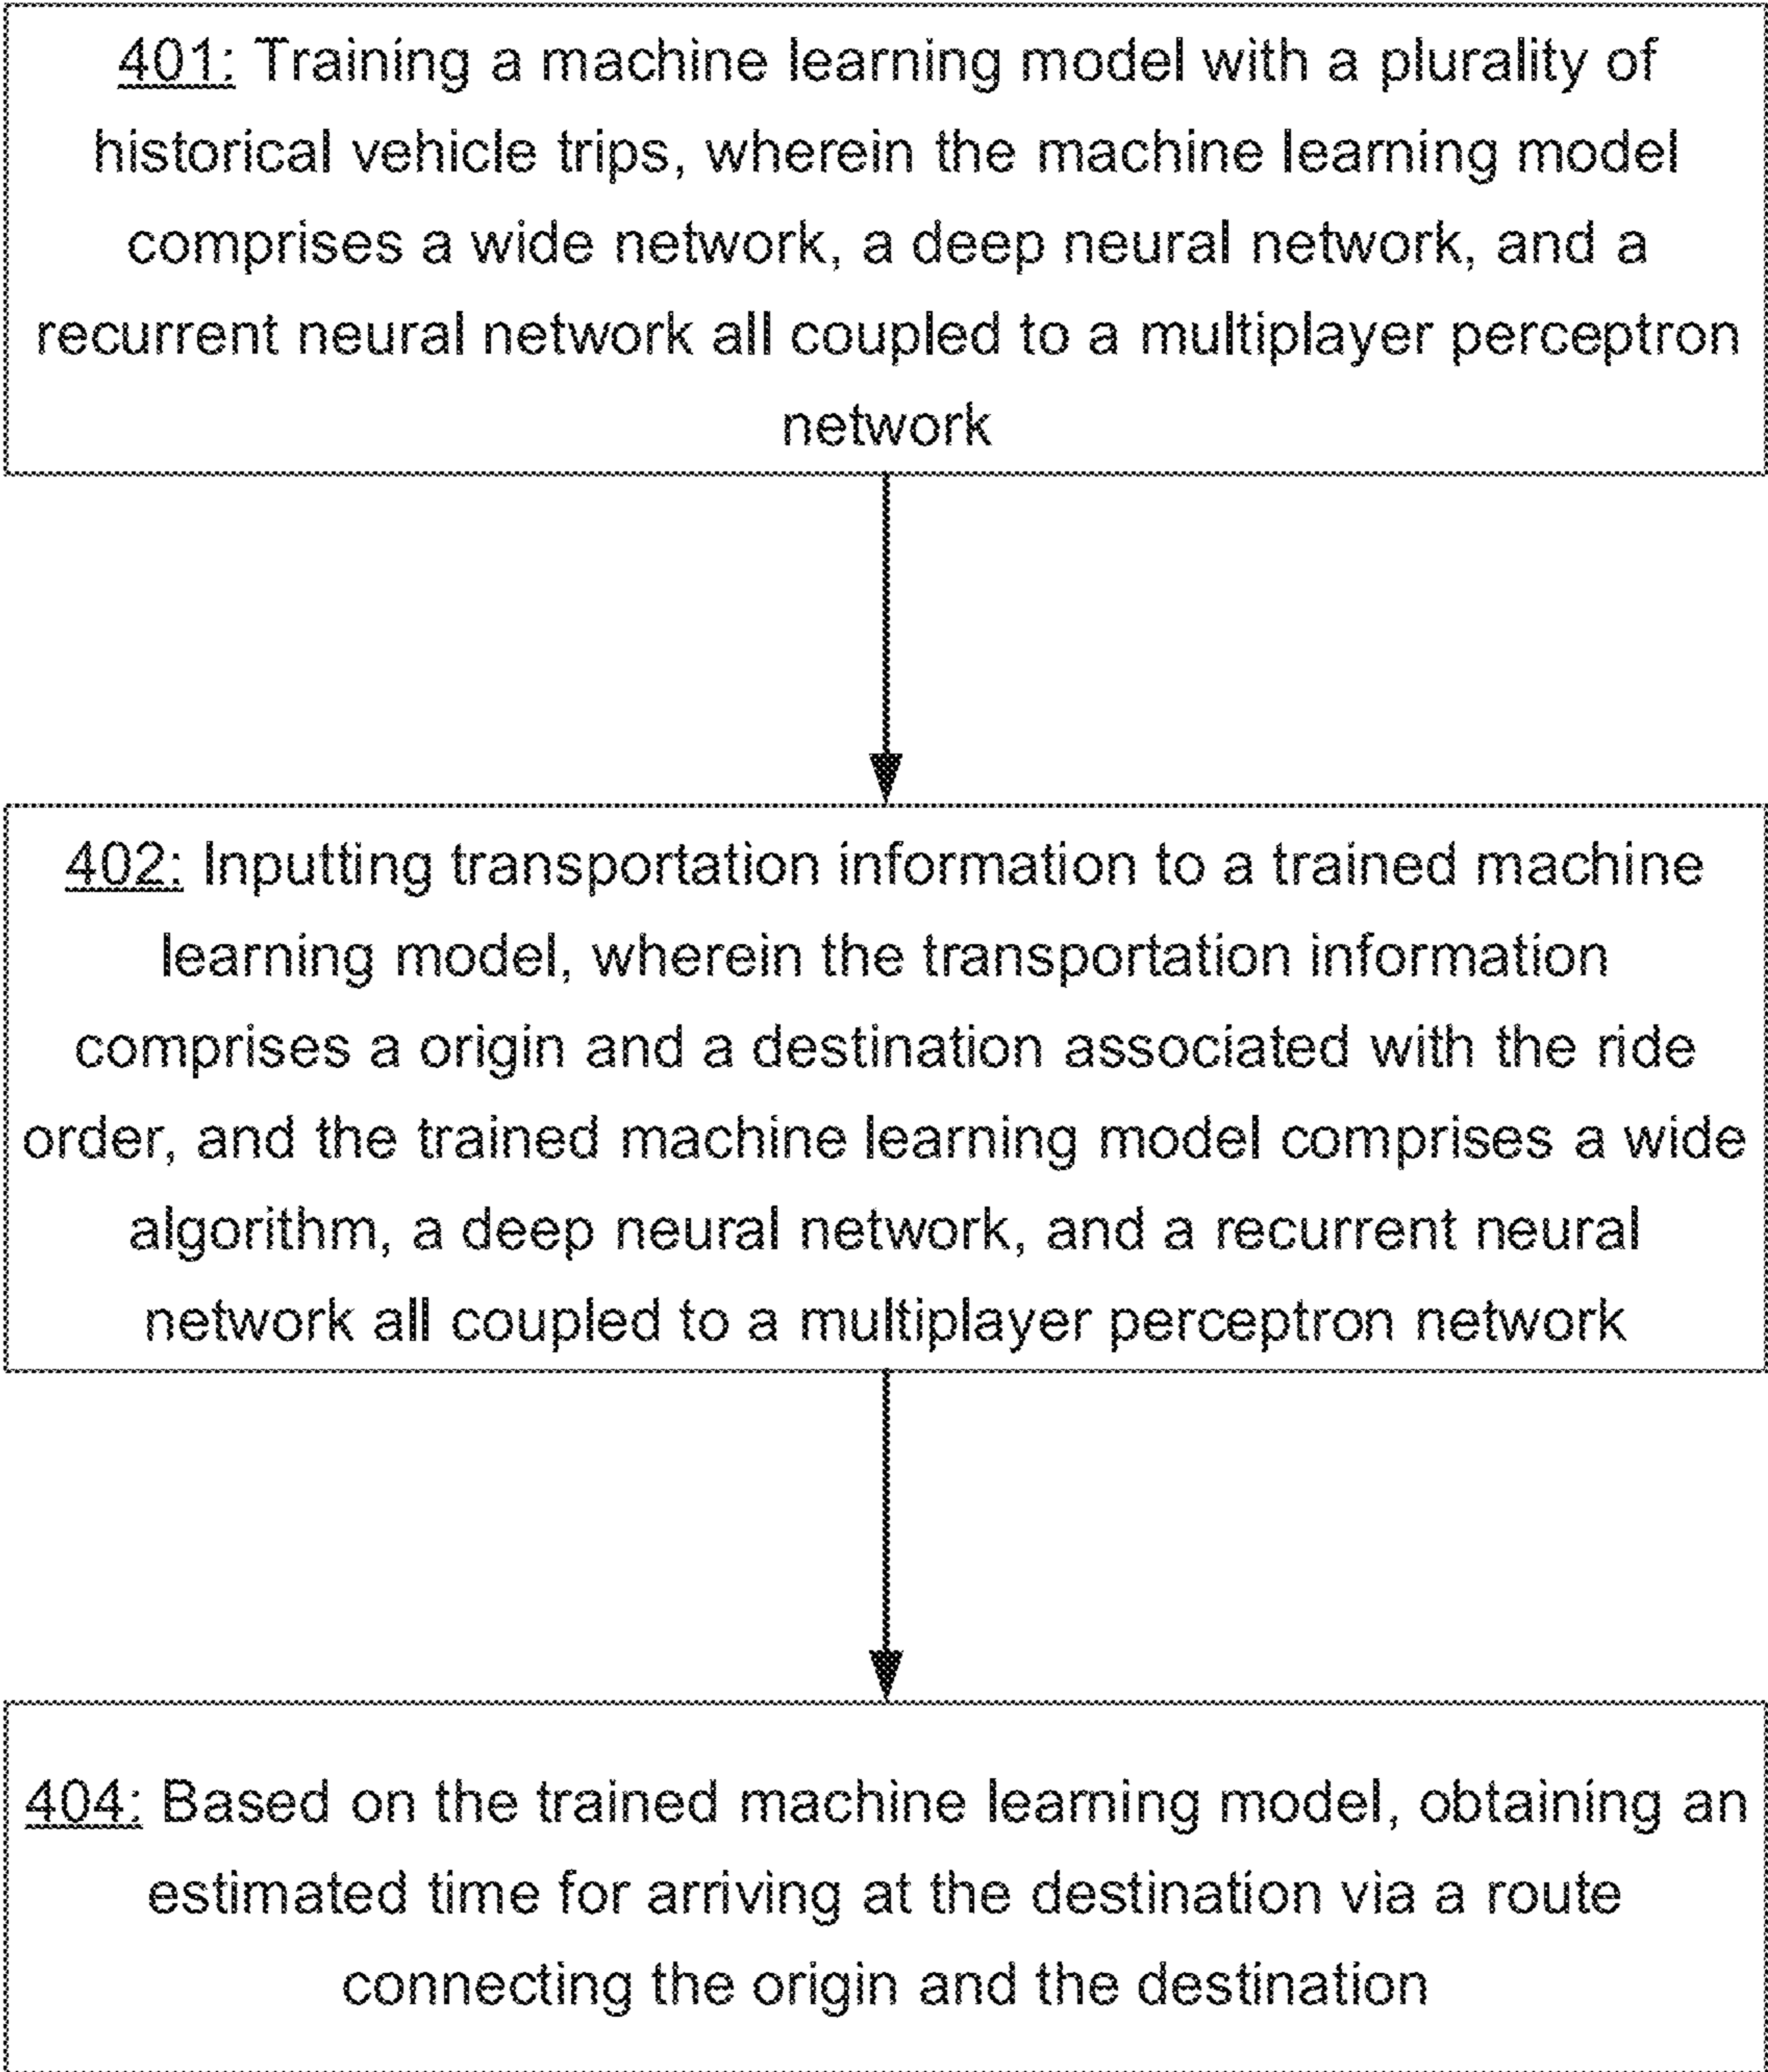 401: Training a machine learning model with a plurality of
historical vehicle trips, wherein the machine learning model
comprises a wide network, a deep neural network, and a
recurrent neural network all coupled to a multiplayer perceptron
network
402: Inputting transportation information to a trained machine
learning model, wherein the transportation information
comprises a origin and a destination associated with the ride
order, and the trained machine learning model comprises a wide
algorithm, a deep neural network, and a recurrent neural
network all coupled to a multiplayer perceptron network
404: Based on the trained machine learning model, obtaining an
estimated time for arriving at the destination via a route
connecting the origin and the destination